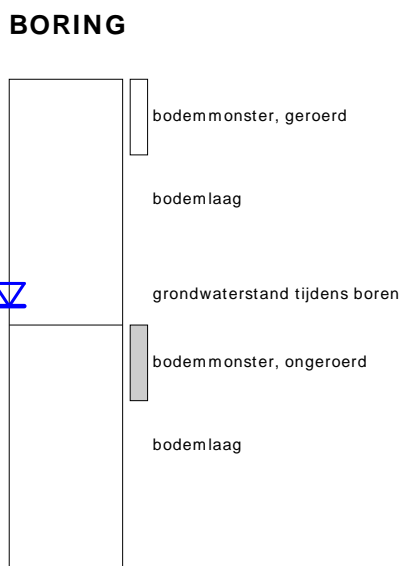 BORING
bodemmonster, geroerd
bodemlaag
grondwaterstand tijdens boren
bodemmonster, ongeroerd
bodemlaag